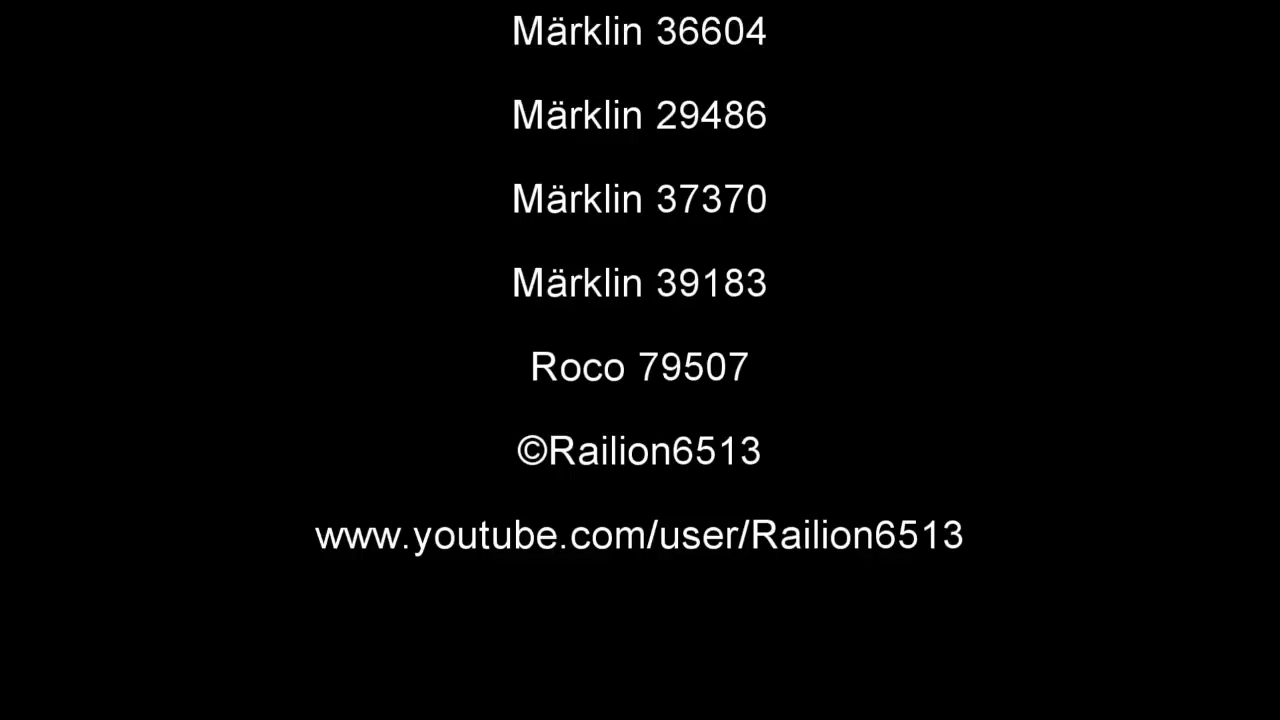 Märklin 36604
Märklin 29486
Märklin 37370
Märklin 39183
Roco 79507
©Railion6513
www.youtube.com/user/Railion6513